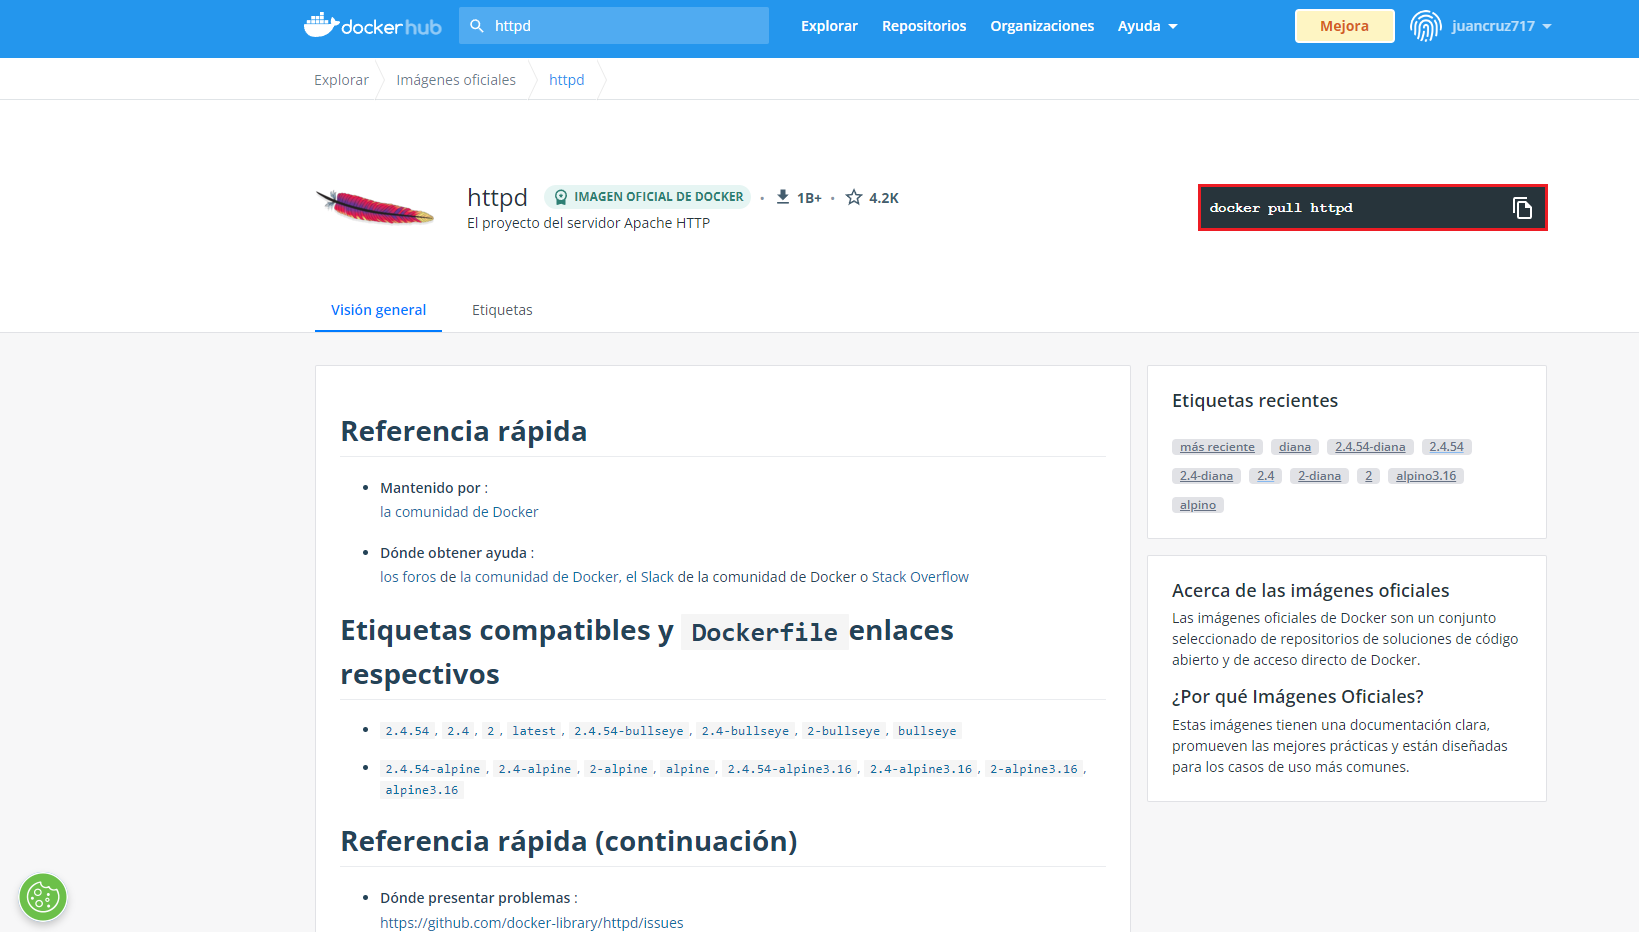 dockerhub
httpd
Explorar
Repositorios
Organizaciones
Ayuda
Mejora
juancruz717
Explorar
Imágenes oficiales
httpd
httpd
IMAGEN OFICIAL DE DOCKER
1B+
4.2K
El proyecto del servidor Apache HTTP
docker pull httpd
Visión general
Etiquetas
Referencia rápida
Mantenido por :
la comunidad de Docker
Dónde obtener ayuda :
los foros de la comunidad de Docker, el Slack de la comunidad de Docker o Stack Overflow
Etiquetas compatibles y Dockerfile enlaces
respectivos
2.4.54, 2.4, 2, latest, 2.4.54-bullseye, 2.4-bullseye, 2-bullseye, bullseye
2.4.54-alpine, 2.4-alpine, 2-alpine, alpine, 2.4.54-alpine3.16, 2.4-alpine3.16, 2-alpine3.16,
alpine3.16
Referencia rápida (continuación)
Dónde presentar problemas :
https://github.com/docker-library/httpd/issues
Etiquetas recientes
más reciente diana 2.4.54-diana 2.4.54
2.4-diana 2.4 2-diana 2 alpino3.16
alpino
Acerca de las imágenes oficiales
Las imágenes oficiales de Docker son un conjunto
seleccionado de repositorios de soluciones de código
abierto y de acceso directo de Docker.
¿Por qué Imágenes Oficiales?
Estas imágenes tienen una documentación clara,
promueven las mejores prácticas y están diseñadas
para los casos de uso más comunes.